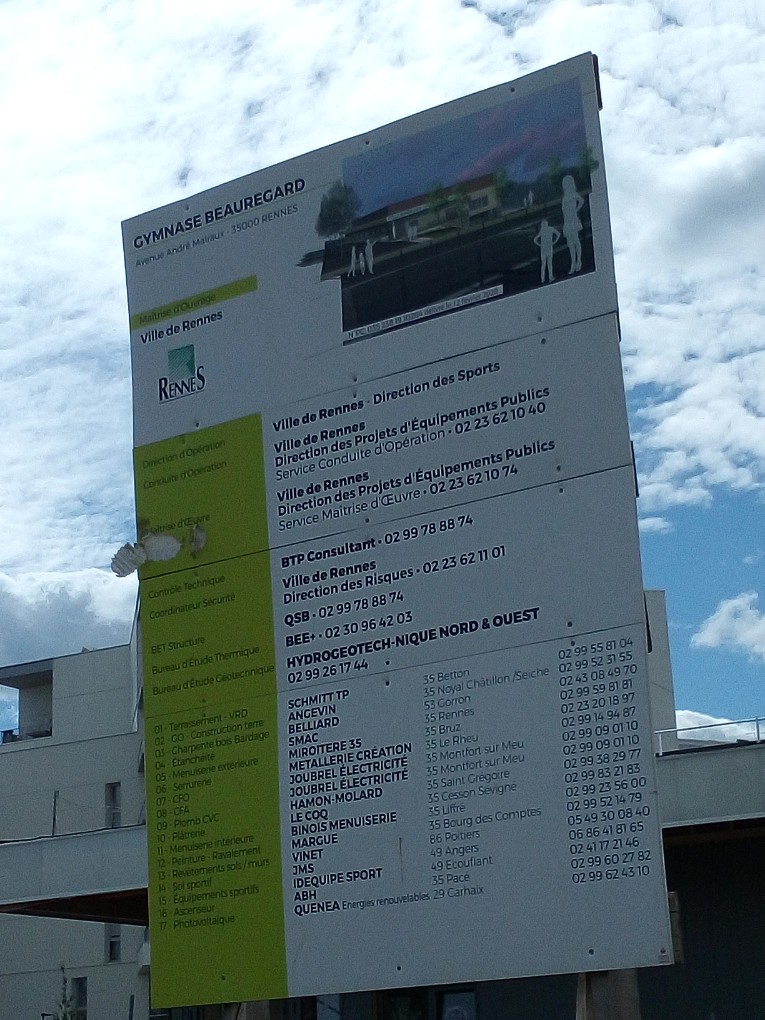 GYMNASE BEAUREGARD
Avenue André Malraux - 35000 RENNES
Maîtrise d'Ouvrage
Ville de Rennes
RENNES
Ville de Rennes - Direction des Sports
Direction d'Opération
Ville de Rennes
Direction des Projets d'Équipements Publics
Conduite d'Opération
Service Conduite d'Opération • 02 23 62 10 40
Ville de Rennes
Direction des Projets d'Équipements Publics
Maîtrise d'Œuvre
Service Maîtrise d'Œuvre • 02 23 62 10 74
Contrôle Technique
BTP Consultant • 02 99 78 88 74
Coordinateur Sécurité
Ville de Rennes
Direction des Risques • 02 23 62 11 01
BET Structure
QSB • 02 99 78 88 74
Bureau d'Étude Thermique
BEE+ • 02 30 96 42 03
Bureau d'Étude Géotechnique
HYDROGEOTECH-NIQUE NORD & OUEST
02 99 26 17 44
01 - Terrassement - VRD SCHMITT TP 35 Betton 02 99 55 81 04
02 - GO - Construction terre ANGEVIN 35 Noyal Châtillon /Seiche 02 99 52 31 55
03 - Charpente bois Bardage BELLIARD 53 Gorron 02 43 08 49 70
04 - Étanchéité SMAC 35 Rennes 02 99 59 81 81
05 - Menuiserie extérieure MIROITERE 35 35 Bruz 02 23 20 18 97
06 - Serrurerie METALLERIE CRÉATION 35 Le Rheu 02 99 14 94 87
07 - CFO JOUBREL ÉLECTRICITÉ 35 Montfort sur Meu 02 99 09 01 10
08 - CFA JOUBREL ÉLECTRICITÉ 35 Montfort sur Meu 02 99 09 01 10
09 - Plomb CVC HAMON-MOLARD 35 Saint Grégoire 02 99 38 29 77
10 - Plâtrerie LE COQ 35 Cesson Sévigné 02 99 83 21 83
11 - Menuiserie intérieure BINOIS MENUISERIE 35 Liffre 02 99 23 56 00
12 - Peinture - Ravalement MARGUE 35 Bourg des Comptes 02 99 52 14 79
13 - Revêtements sols / murs VINET 86 Poitiers 05 49 30 08 40
14 - Sol sportif JMS 49 Angers 06 86 41 81 65
15 - Équipements sportifs IDEQUIPE SPORT 49 Ecouflant 02 41 77 21 46
16 - Ascenseur ABH 35 Pacé 02 99 60 27 82
17 - Photovoltaïque QUENEA Energies renouvelables 29 Carhaix 02 99 62 43 10